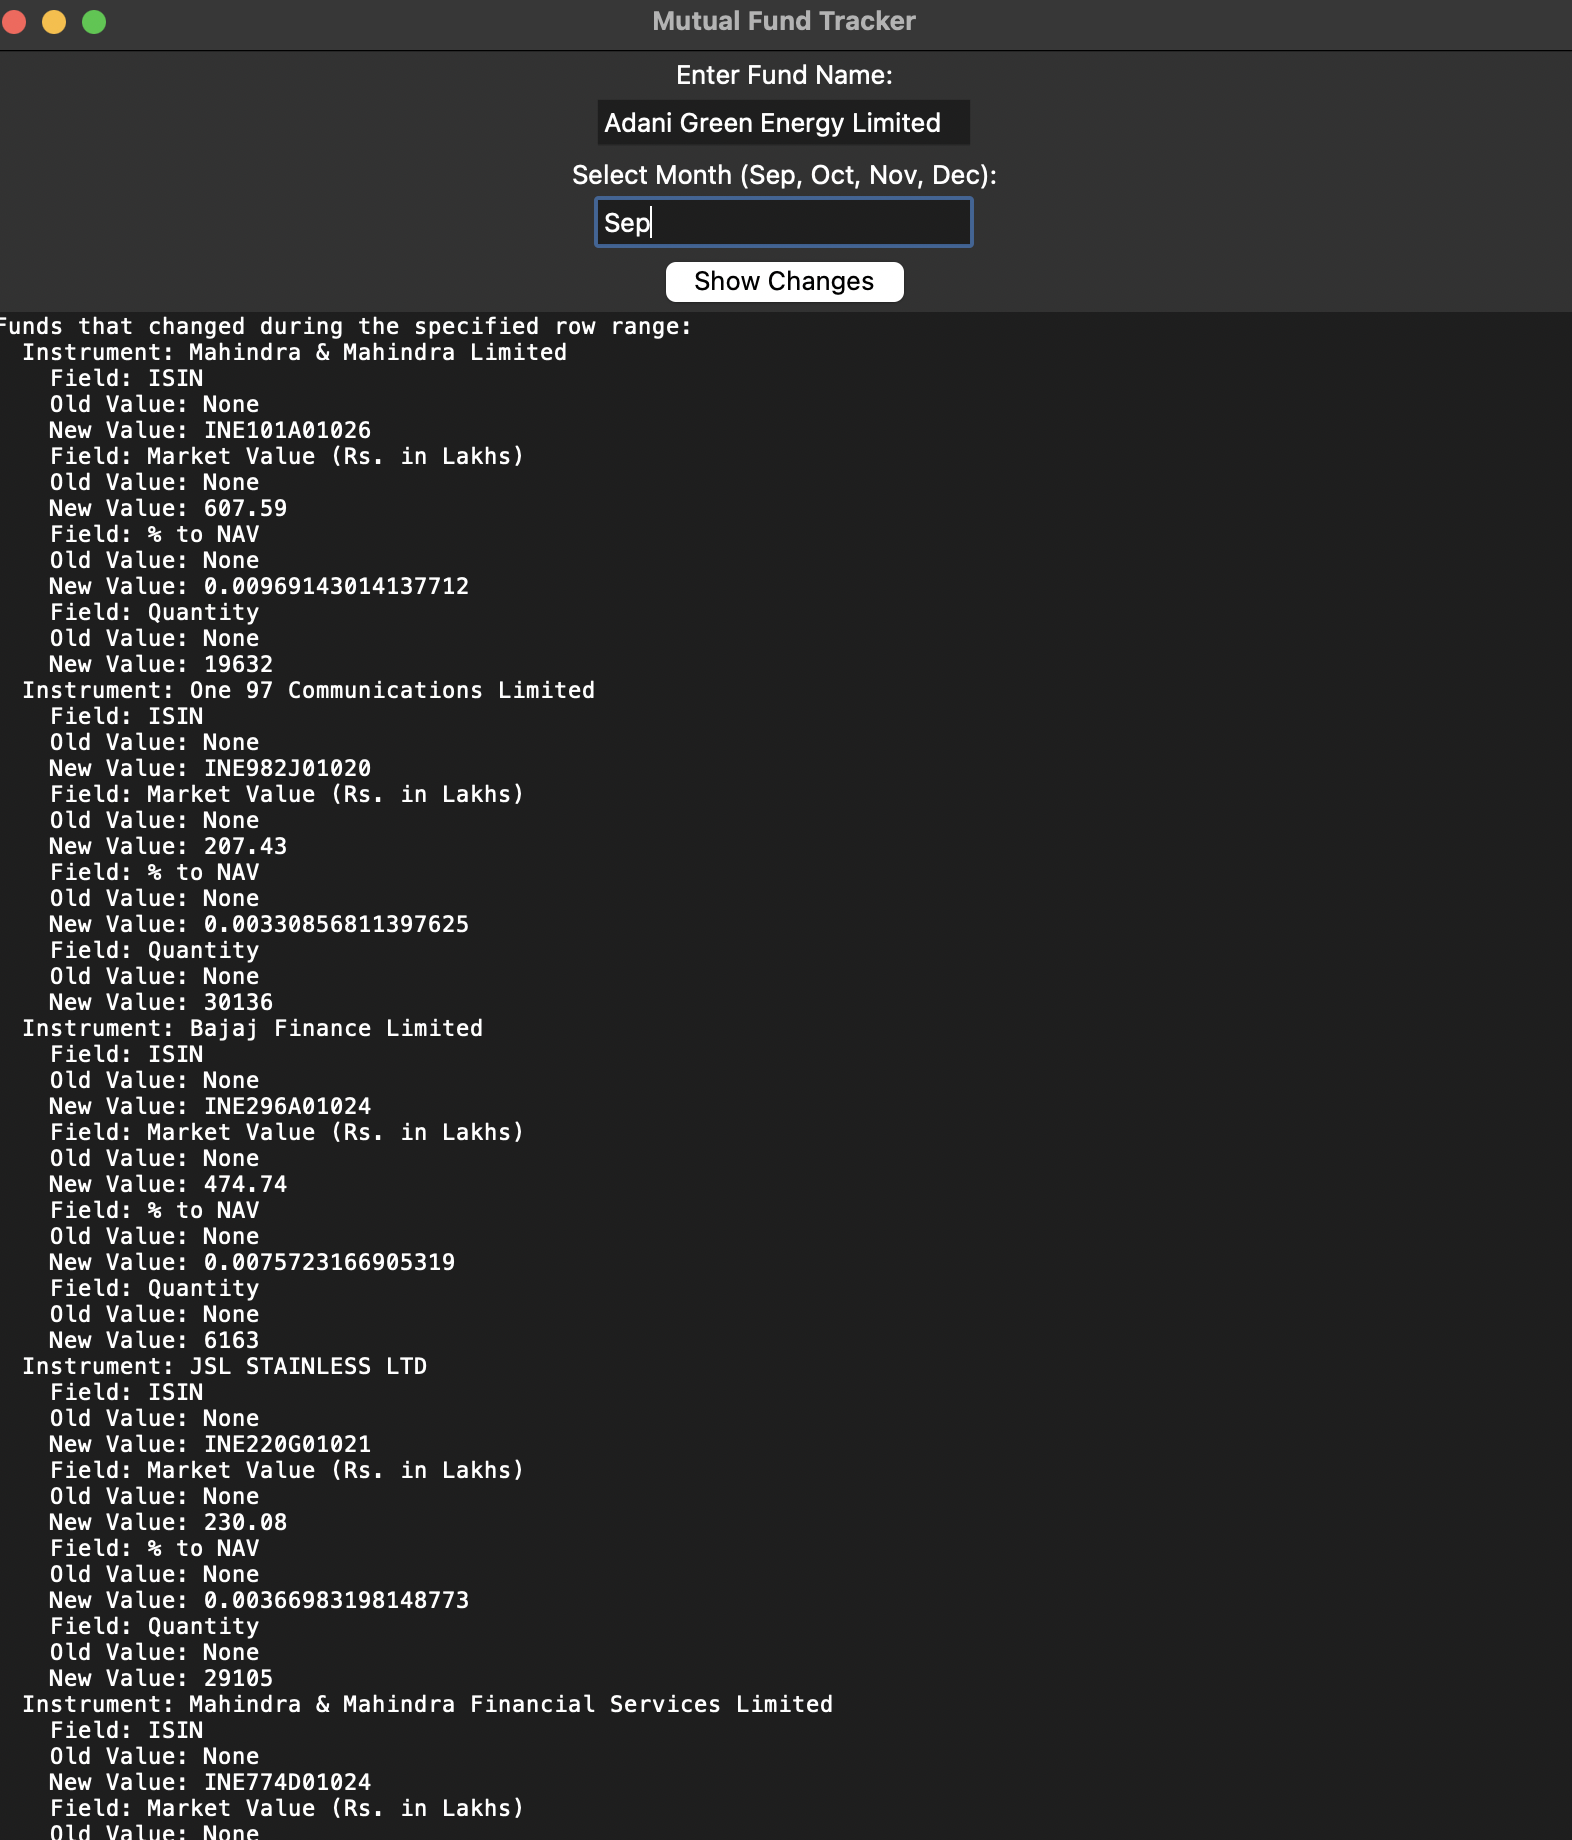 Mutual Fund Tracker
Enter Fund Name:
Adani Green Energy Limited
Select Month (Sep, Oct, Nov, Dec):
Sep
Show Changes
Funds that changed during the specified row range:
Instrument: Mahindra & Mahindra Limited
Field: ISIN
Old Value: None
New Value: INE101A01026
Field: Market Value (Rs. in Lakhs)
Old Value: None
New Value: 607.59
Field: % to NAV
Old Value: None
New Value: 0.00969143014137712
Field: Quantity
Old Value: None
New Value: 19632
Instrument: One 97 Communications Limited
Field: ISIN
Old Value: None
New Value: INE982J01020
Field: Market Value (Rs. in Lakhs)
Old Value: None
New Value: 207.43
Field: % to NAV
Old Value: None
New Value: 0.00330856811397625
Field: Quantity
Old Value: None
New Value: 30136
Instrument: Bajaj Finance Limited
Field: ISIN
Old Value: None
New Value: INE296A01024
Field: Market Value (Rs. in Lakhs)
Old Value: None
New Value: 474.74
Field: % to NAV
Old Value: None
New Value: 0.0075723166905319
Field: Quantity
Old Value: None
New Value: 6163
Instrument: JSL STAINLESS LTD
Field: ISIN
Old Value: None
New Value: INE220G01021
Field: Market Value (Rs. in Lakhs)
Old Value: None
New Value: 230.08
Field: % to NAV
Old Value: None
New Value: 0.00366983198148773
Field: Quantity
Old Value: None
New Value: 29105
Instrument: Mahindra & Mahindra Financial Services Limited
Field: ISIN
Old Value: None
New Value: INE774D01024
Field: Market Value (Rs. in Lakhs)
Old Value: None